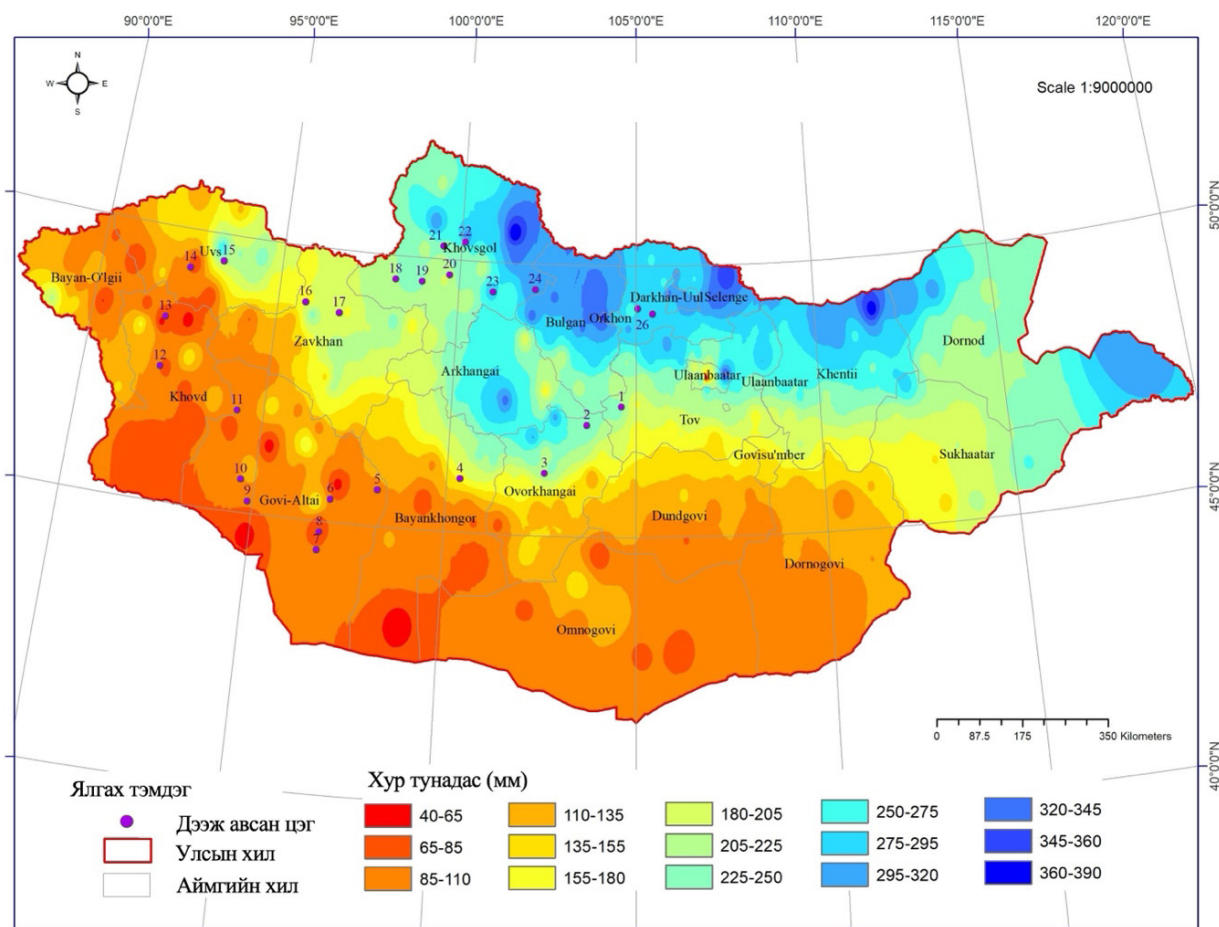 90°0'0"E 95°0'0"E 100°0'0"E 105°0'0"E 110°0'0"E 115°0'0"E 120°0'0"E
N
W E
S
Scale 1:9000000
50°0'0"N
45°0'0"N
40°0'0"N
21 22
Khovsgol
Uvs 15
14
Bayan-O'lgii
18 19 20
23 24
16 17
13
Darkhan-Uul Selenge
Orkhon
Bulgan 26
Zavkhan
Dornod
12
Arkhangai
Ulaanbaatar
Ulaanbaatar
Khentii
Khovd
11
1
2
Tov
Govisu'mber
Sukhaatar
3
4
10
9
Govi-Altai
6
5
Ovorkhangai
Bayankhongor
Dundgovi
8
7
Dornogovi
Omnogovi
0 87.5 175 350 Kilometers
Ялгах тэмдэг
Дээж авсан цэг
Улсын хил
Аймгийн хил
Хур тунадас (мм)
40-65
65-85
85-110
110-135
135-155
155-180
180-205
205-225
225-250
250-275
275-295
295-320
320-345
345-360
360-390